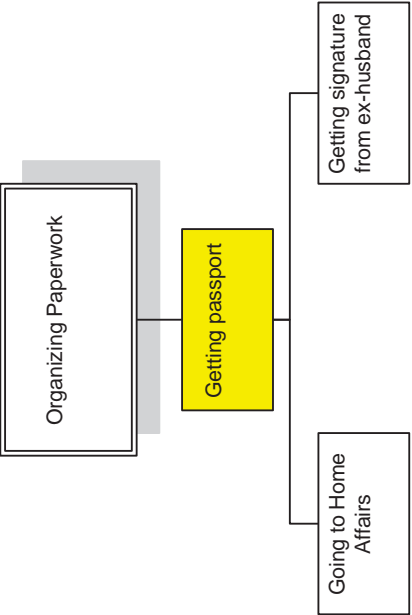 Organizing Paperwork
Getting passport
Going to Home
Affairs
Getting signature
from ex-husband